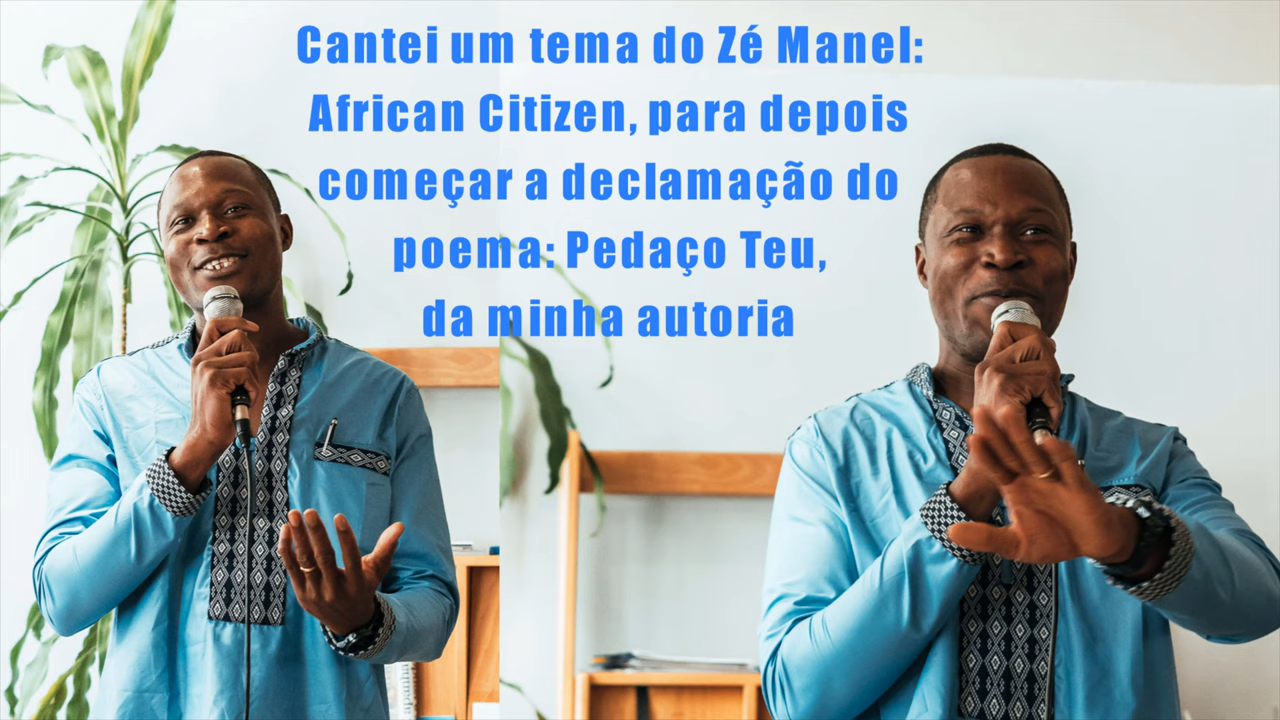 Cantei um tema do Zé Manel:
African Citizen, para depois
começar a declamação do
poema: Pedaço Teu,
da minha autoria